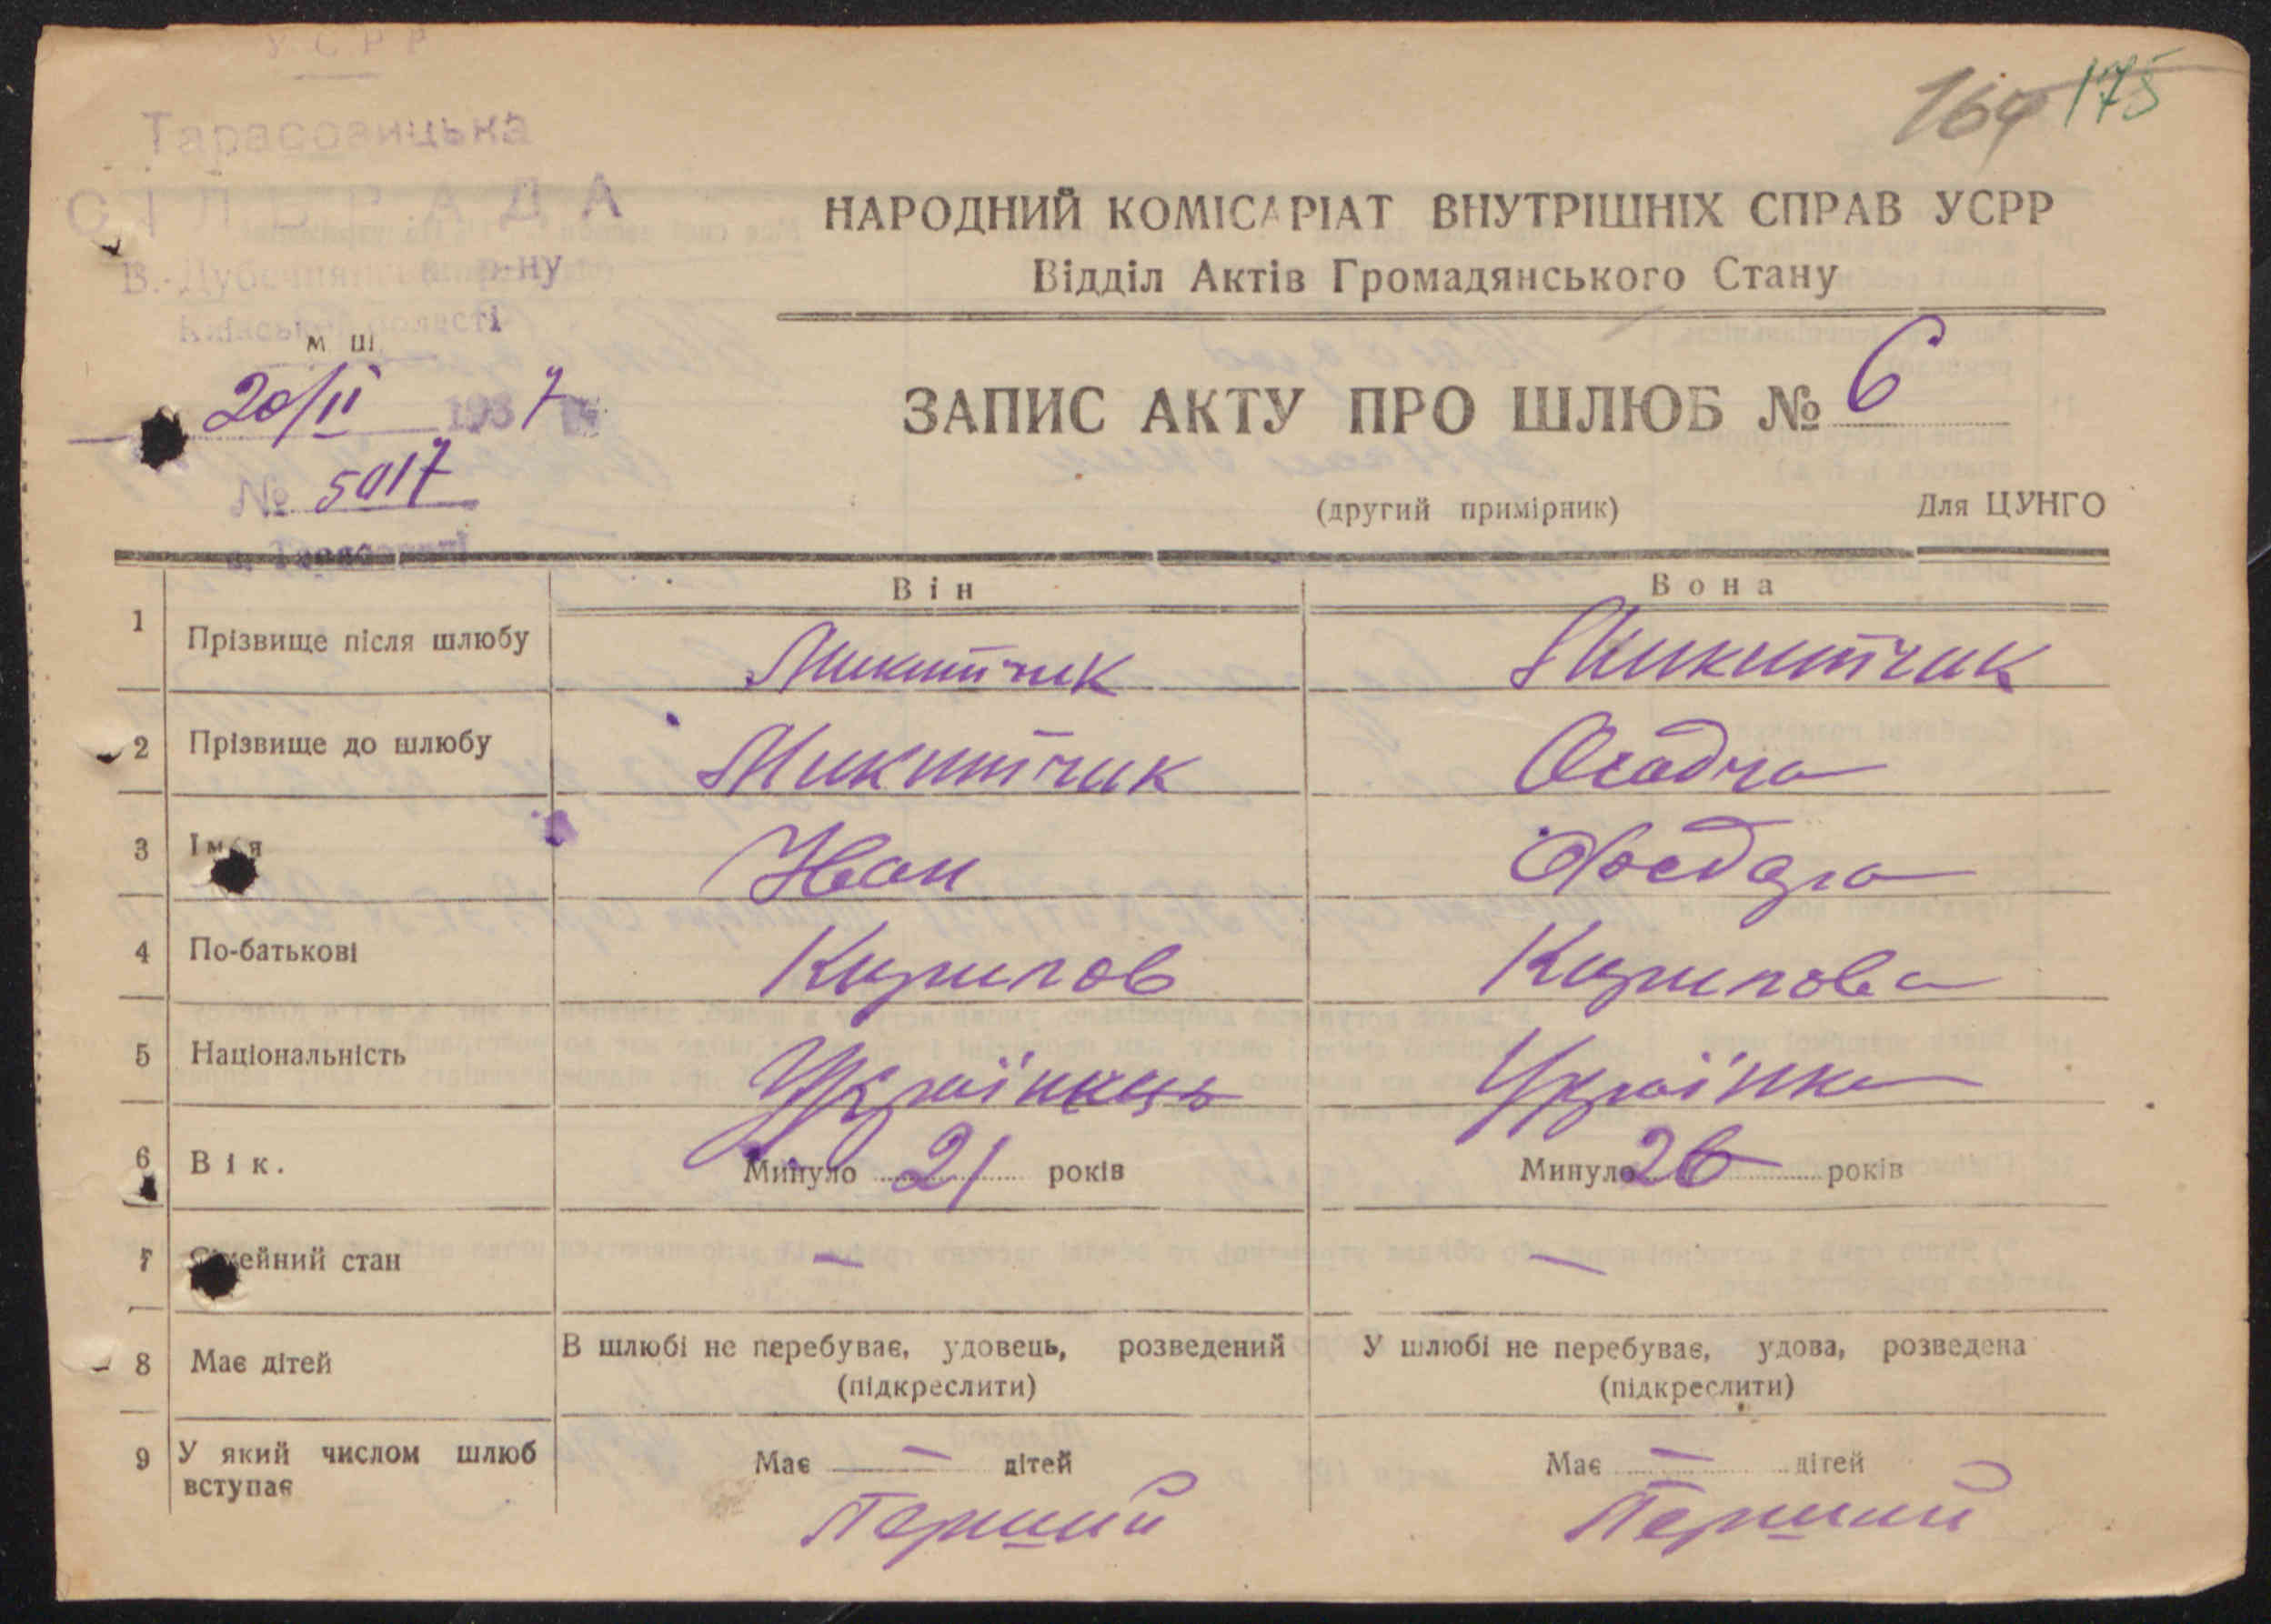 УСРР
164 175
Тарасовицька
СІЛЬРАДА
В.-Дубечнянського р-ну
Київської області
м ші
20/II 1937 р.
№ 5017
с. Тарасовичі
НАРОДНИЙ КОМІСАРІАТ ВНУТРІШНІХ СПРАВ УСРР
Відділ Актів Громадянського Стану
ЗАПИС АКТУ ПРО ШЛЮБ № 6
(другий примірник) Для ЦУНГО
Він Вона
1 Прізвище після шлюбу Микитчик Микитчик
2 Прізвище до шлюбу Микитчик Осадча
3 Ім'я Іван
4 По-батькові Кирилов Кирилова
5 Національність Українець Українка
6 Вік. Минуло 21 років Минуло 26 років
7 Сімейний стан — —
8 Має дітей В шлюбі не перебуває, удовець, розведений У шлюбі не перебуває, удова, розведена
(підкреслити) (підкреслити)
9 У який числом шлюб вступає Має — дітей Має — дітей
Перший Перший